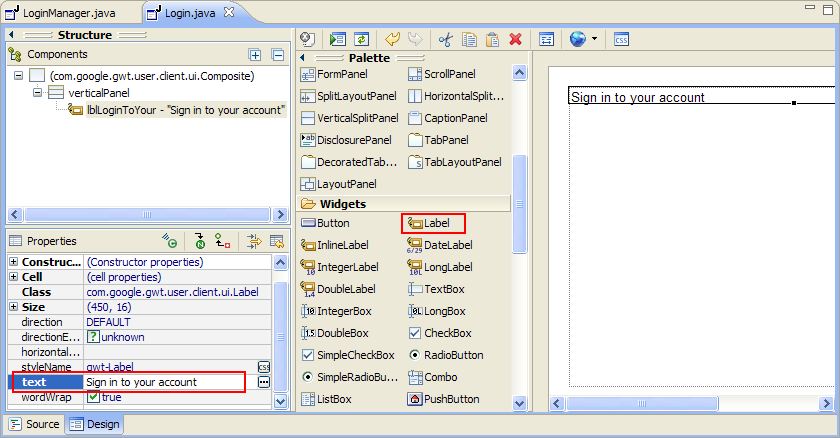 LoginManager.java
Login.java
Structure
Components
(com.google.gwt.user.client.ui.Composite)
verticalPanel
lblLoginToYour - "Sign in to your account"
Properties
Construc... (Constructor properties)
Cell (cell properties)
Class com.google.gwt.user.client.ui.Label
Size (450, 16)
direction DEFAULT
directionE... unknown
horizontal...
styleName gwt-Label
text Sign in to your account
wordWrap true
Source Design
Palette
FormPanel ScrollPanel
SplitLayoutPanel HorizontalSplit...
VerticalSplitPanel CaptionPanel
DisclosurePanel TabPanel
DecoratedTab... TabLayoutPanel
LayoutPanel
Widgets
Button Label
InlineLabel DateLabel
IntegerLabel LongLabel
DoubleLabel TextBox
IntegerBox LongBox
DoubleBox CheckBox
SimpleCheckBox RadioButton
SimpleRadioBu... Combo
ListBox PushButton
Sign in to your account